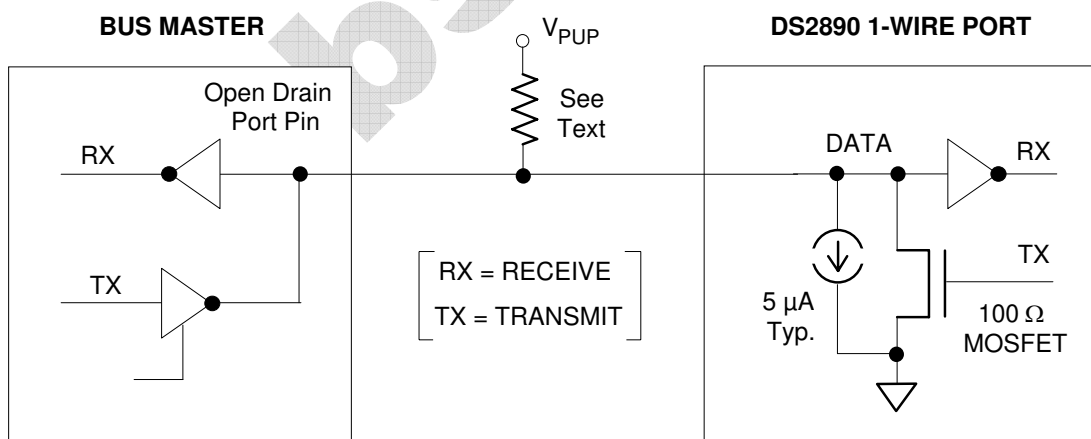 BUS MASTER
V_PUP
DS2890 1-WIRE PORT
Open Drain
Port Pin
See
Text
RX
DATA
RX
TX
RX = RECEIVE
TX = TRANSMIT
TX
5 µA
Typ.
100 Ω
MOSFET